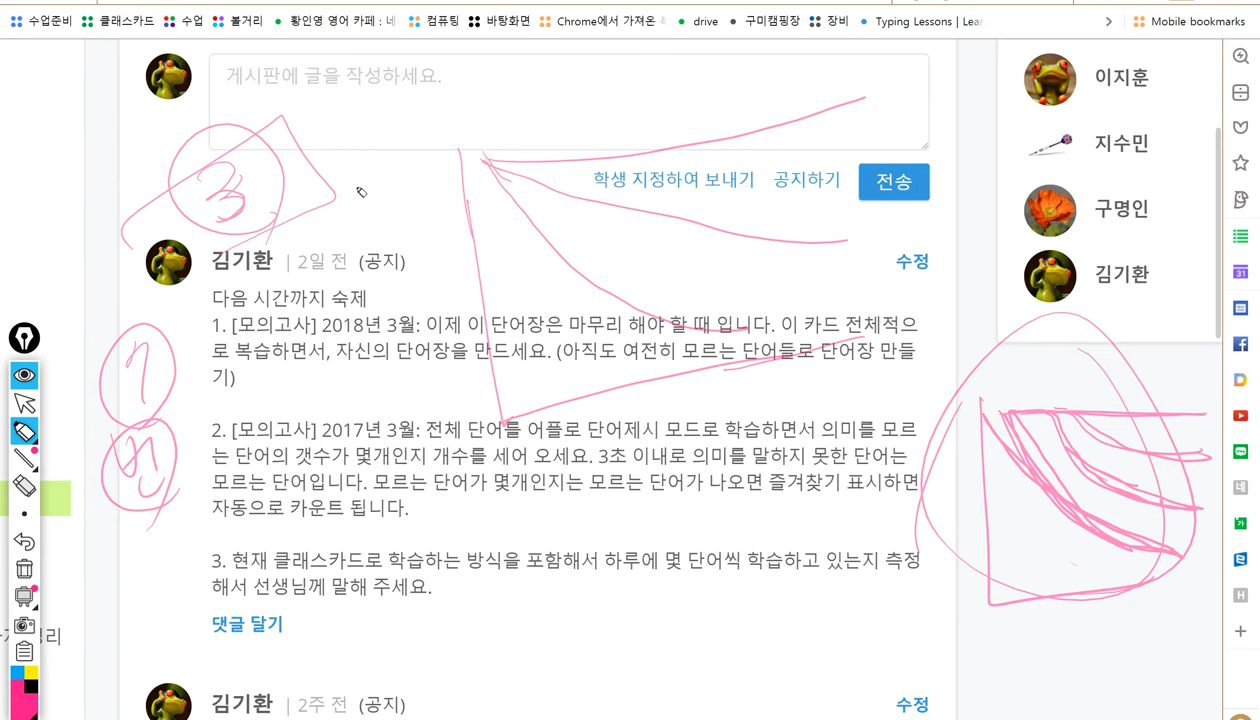 수업준비 클래스카드 수업 볼거리 황인영 영어 카페 : 네 컴퓨팅 바탕화면 Chrome에서 가져온 drive 구미캠핑장 장비 Typing Lessons | Lear Mobile bookmarks
게시판에 글을 작성하세요.
이지훈
지수민
학생 지정하여 보내기 공지하기 전송
3
구명인
김기환 | 2일 전 (공지) 수정
김기환
다음 시간까지 숙제
1. [모의고사] 2018년 3월: 이제 이 단어장은 마무리 해야 할 때 입니다. 이 카드 전체적으
로 복습하면서, 자신의 단어장을 만드세요. (아직도 여전히 모르는 단어들로 단어장 만들
기)
2. [모의고사] 2017년 3월: 전체 단어를 어플로 단어제시 모드로 학습하면서 의미를 모르
는 단어의 갯수가 몇개인지 개수를 세어 오세요. 3초 이내로 의미를 말하지 못한 단어는
모르는 단어입니다. 모르는 단어가 몇개인지는 모르는 단어가 나오면 즐겨찾기 표시하면
자동으로 카운트 됩니다.
3. 현재 클래스카드로 학습하는 방식을 포함해서 하루에 몇 단어씩 학습하고 있는지 측정
해서 선생님께 말해 주세요.
댓글 달기
김기환 | 2주 전 (공지) 수정